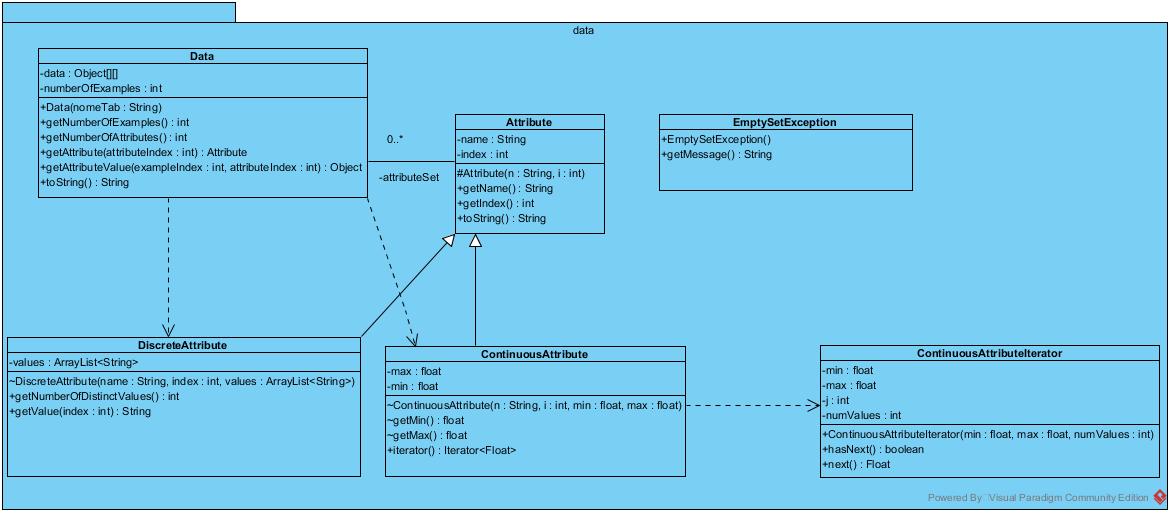 data
Data
-data : Object[][]
-numberOfExamples : int
+Data(nomeTab : String)
+getNumberOfExamples() : int
+getNumberOfAttributes() : int
+getAttribute(attributeIndex : int) : Attribute
+getAttributeValue(exampleIndex : int, attributeIndex : int) : Object
+toString() : String
0..*
-attributeSet
Attribute
-name : String
-index : int
#Attribute(n : String, i : int)
+getName() : String
+getIndex() : int
+toString() : String
EmptySetException
+EmptySetException()
+getMessage() : String
DiscreteAttribute
-values : ArrayList<String>
~DiscreteAttribute(name : String, index : int, values : ArrayList<String>)
+getNumberOfDistinctValues() : int
+getValue(index : int) : String
ContinuousAttribute
-max : float
-min : float
~ContinuousAttribute(n : String, i : int, min : float, max : float)
~getMin() : float
~getMax() : float
+iterator() : Iterator<Float>
ContinuousAttributeIterator
-min : float
-max : float
-j : int
-numValues : int
+ContinuousAttributeIterator(min : float, max : float, numValues : int)
+hasNext() : boolean
+next() : Float
Powered By Visual Paradigm Community Edition